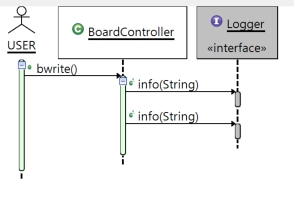 USER
C BoardController
I Logger
«interface»
bwrite()
info(String)
info(String)